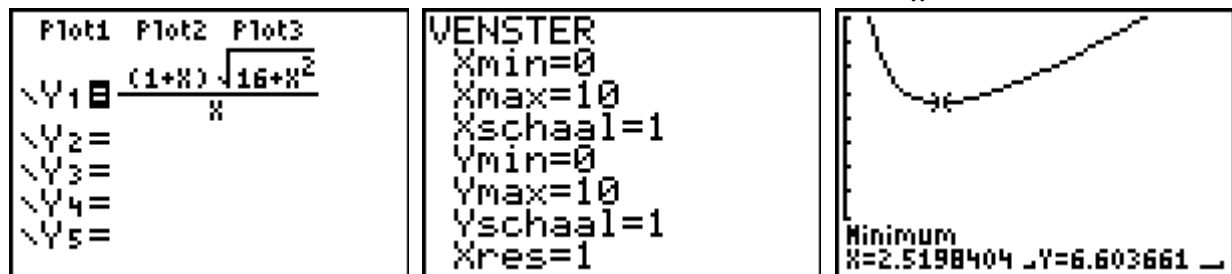 Plot1 Plot2 Plot3
\Y1=(1+X)√16+X²
X
\Y2=
\Y3=
\Y4=
\Y5=
VENSTER
Xmin=0
Xmax=10
Xschaal=1
Ymin=0
Ymax=10
Yschaal=1
Xres=1
Minimum
X=2.5198404 Y=6.603661